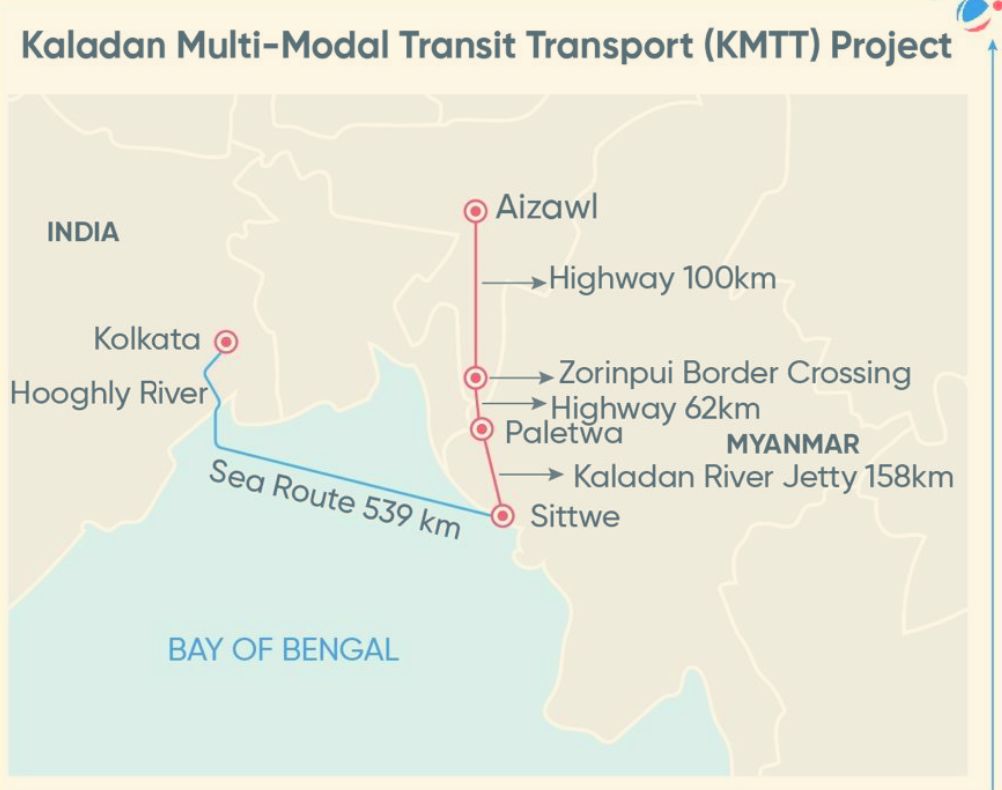 Kaladan Multi-Modal Transit Transport (KMTT) Project
Aizawl
INDIA
Highway 100km
Kolkata
Zorinpui Border Crossing
Hooghly River
Highway 62km
Paletwa
MYANMAR
Kaladan River Jetty 158km
Sea Route 539 km
Sittwe
BAY OF BENGAL